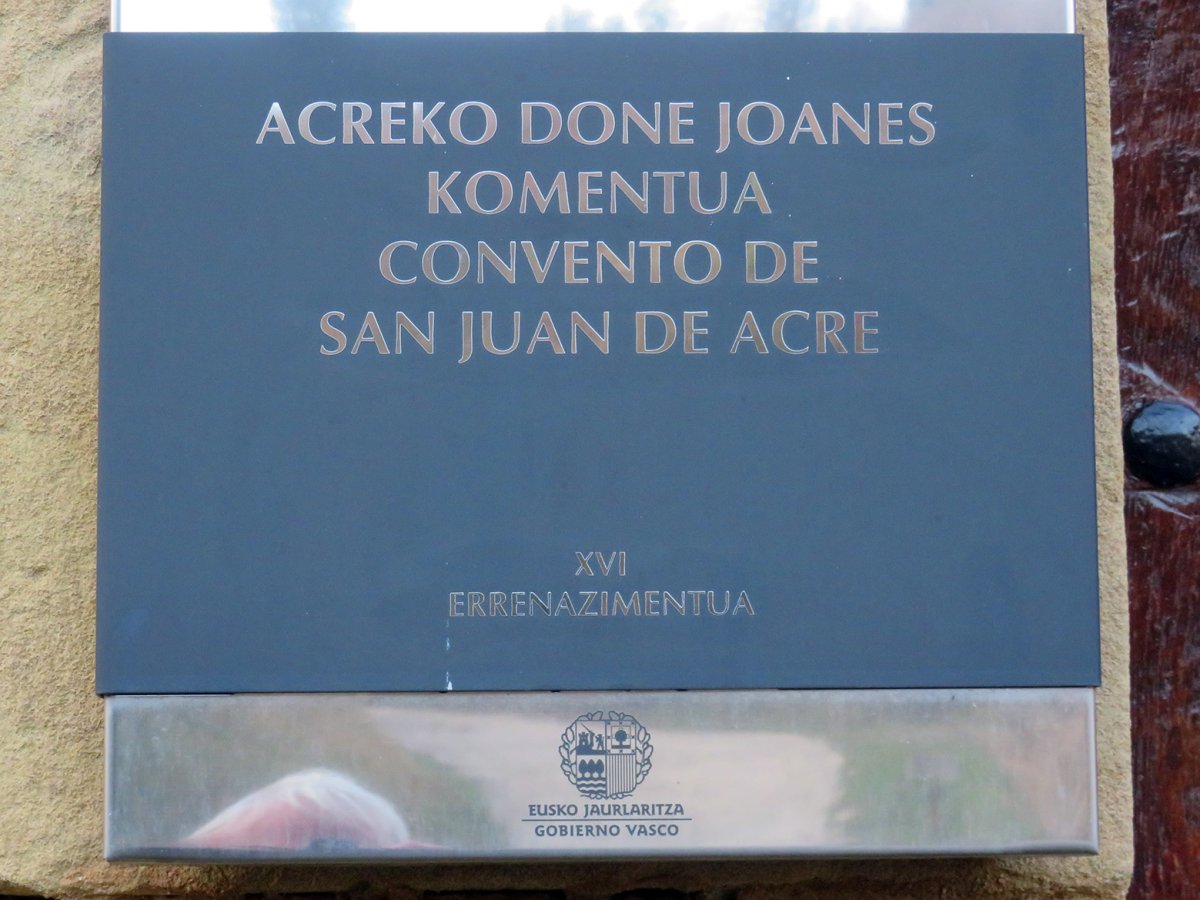 ACREKO DONE JOANES
KOMENTUA
CONVENTO DE
SAN JUAN DE ACRE
XVI
ERRENAZIMENTUA
EUSKO JAURLARITZA
GOBIERNO VASCO